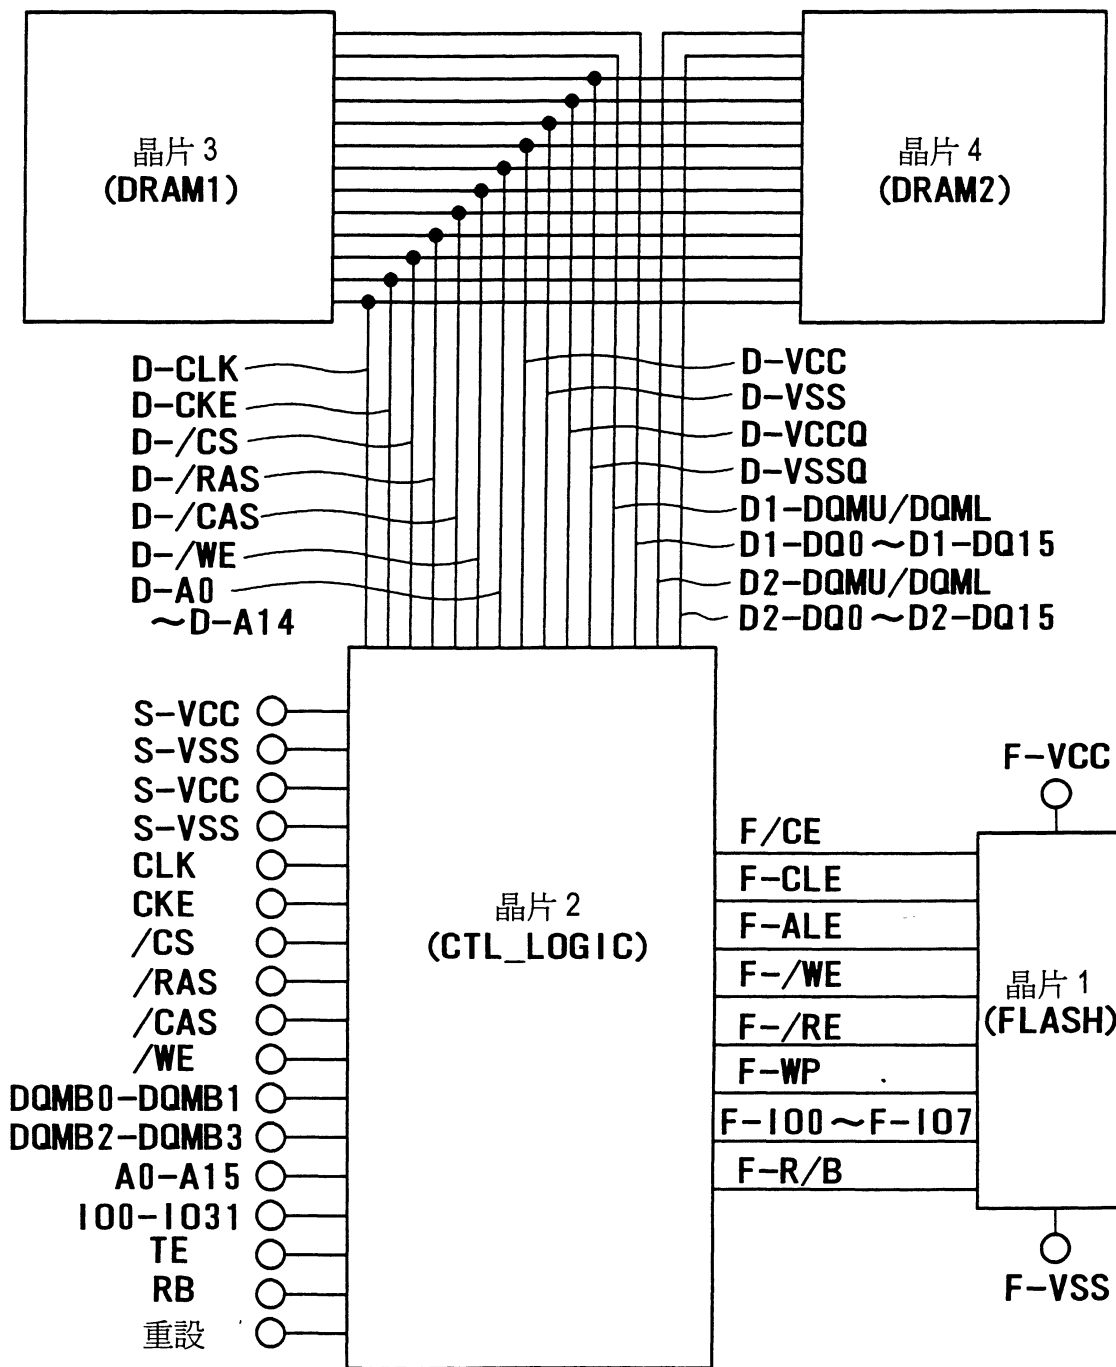 晶片 3
(DRAM1)
晶片 4
(DRAM2)
D-CLK
D-CKE
D-/CS
D-/RAS
D-/CAS
D-/WE
D-A0
～D-A14
D-VCC
D-VSS
D-VCCQ
D-VSSQ
D1-DQMU/DQML
D1-DQ0～D1-DQ15
D2-DQMU/DQML
D2-DQ0～D2-DQ15
S-VCC
S-VSS
S-VCC
S-VSS
CLK
CKE
/CS
/RAS
/CAS
/WE
DQMB0-DQMB1
DQMB2-DQMB3
A0-A15
IO0-IO31
TE
RB
重設
晶片 2
(CTL_LOGIC)
F/CE
F-CLE
F-ALE
F-/WE
F-/RE
F-WP
F-IO0～F-IO7
F-R/B
F-VCC
晶片 1
(FLASH)
F-VSS